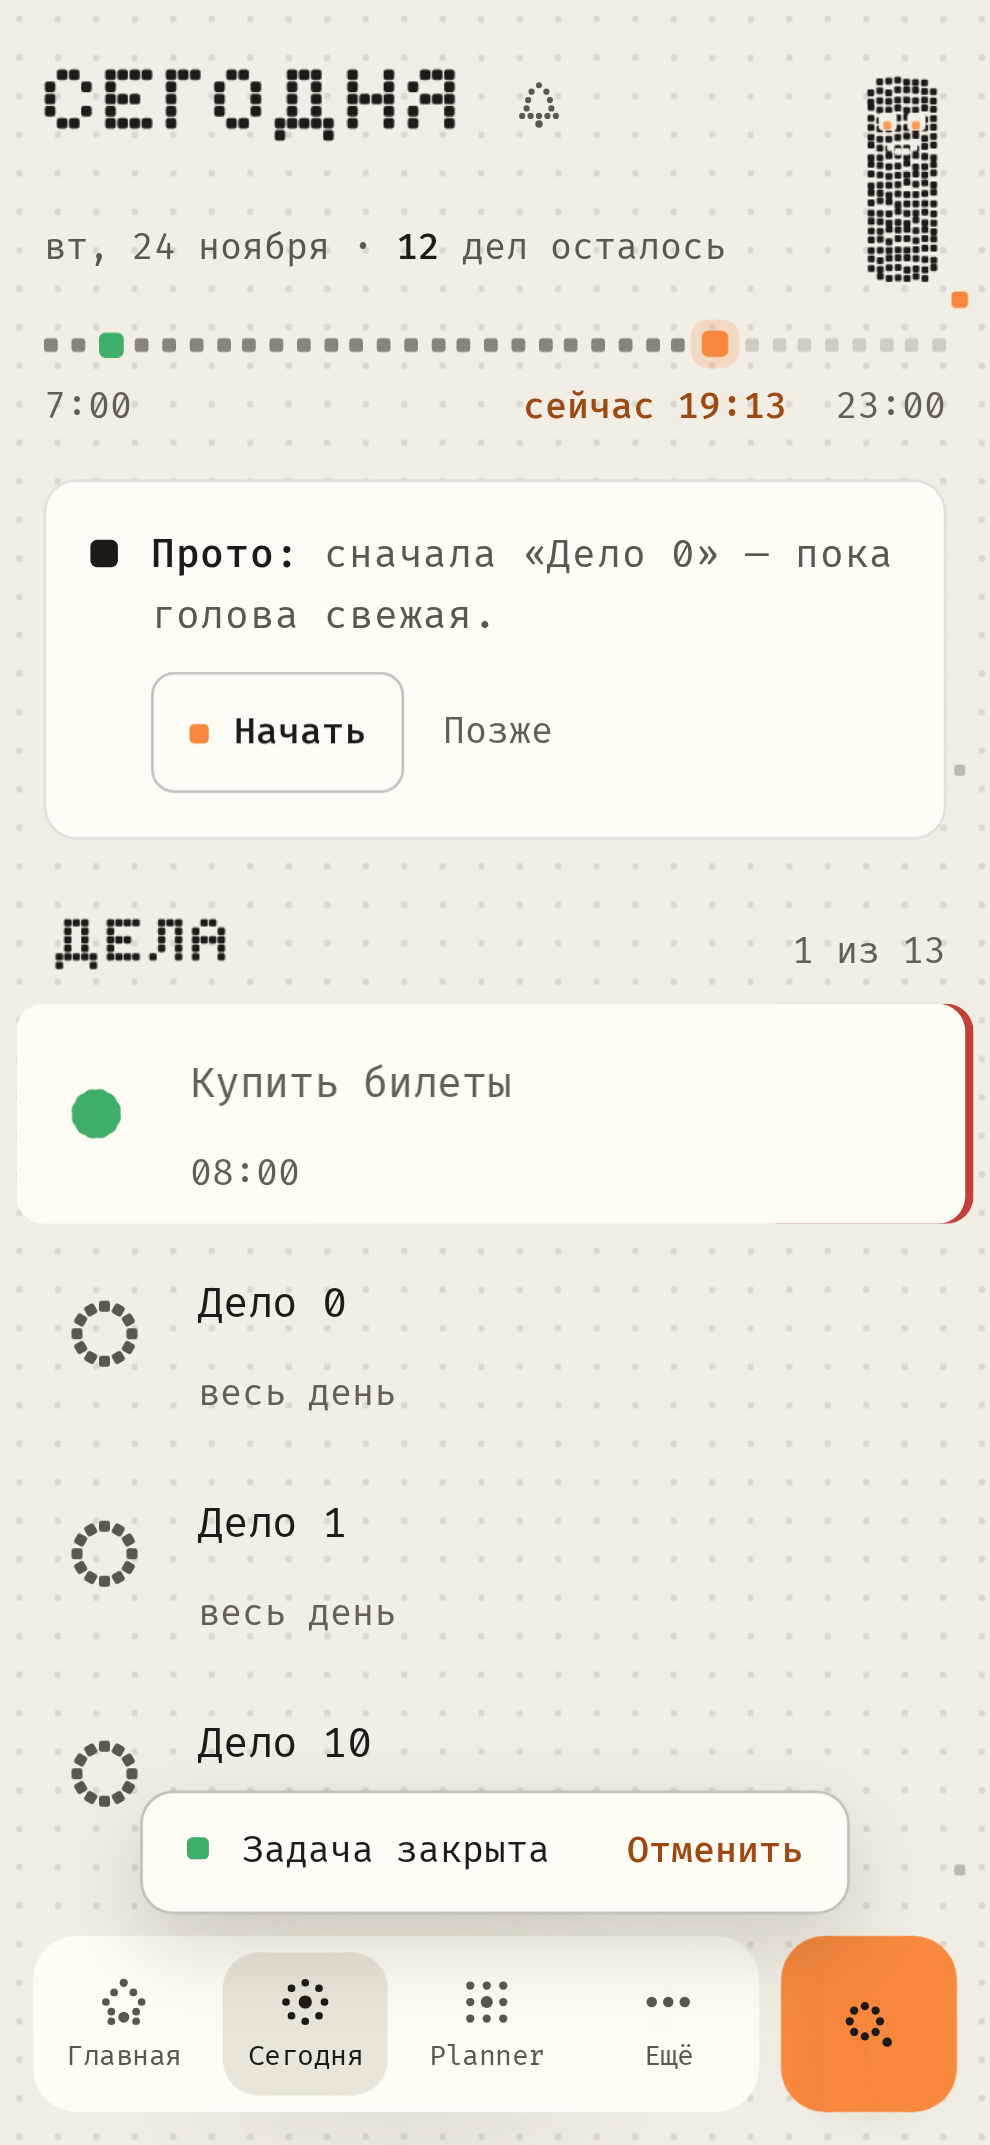 СЕГОДНЯ
вт, 24 ноября · 12 дел осталось
7:00 сейчас 19:13 23:00
Прото: сначала «Дело 0» — пока
голова свежая.
Начать Позже
ДЕЛА 1 из 13
Купить билеты
08:00
Дело 0
весь день
Дело 1
весь день
Дело 10
Задача закрыта Отменить
Главная Сегодня Planner Ещё